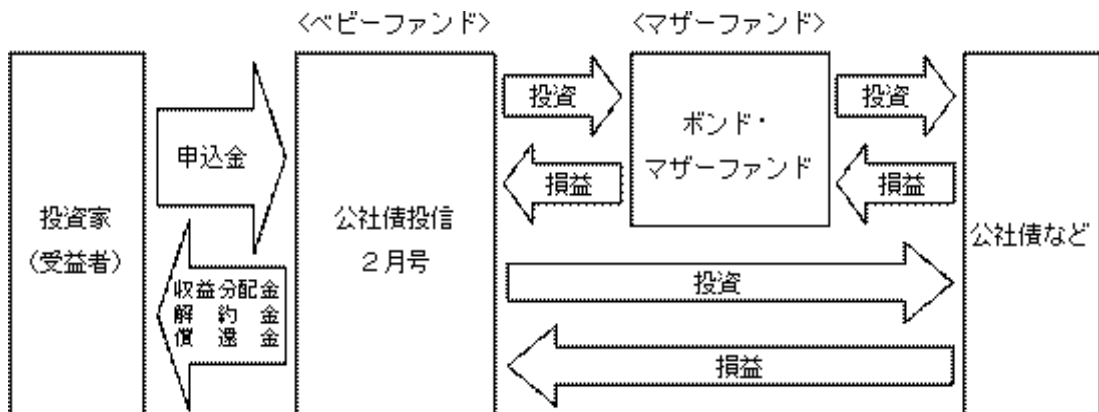 <ベビーファンド>
<マザーファンド>
投資家
(受益者)
申込金
収益分配金
解約金
償還金
公社債投信
2月号
投資
損益
ボンド・
マザーファンド
投資
損益
投資
損益
公社債など